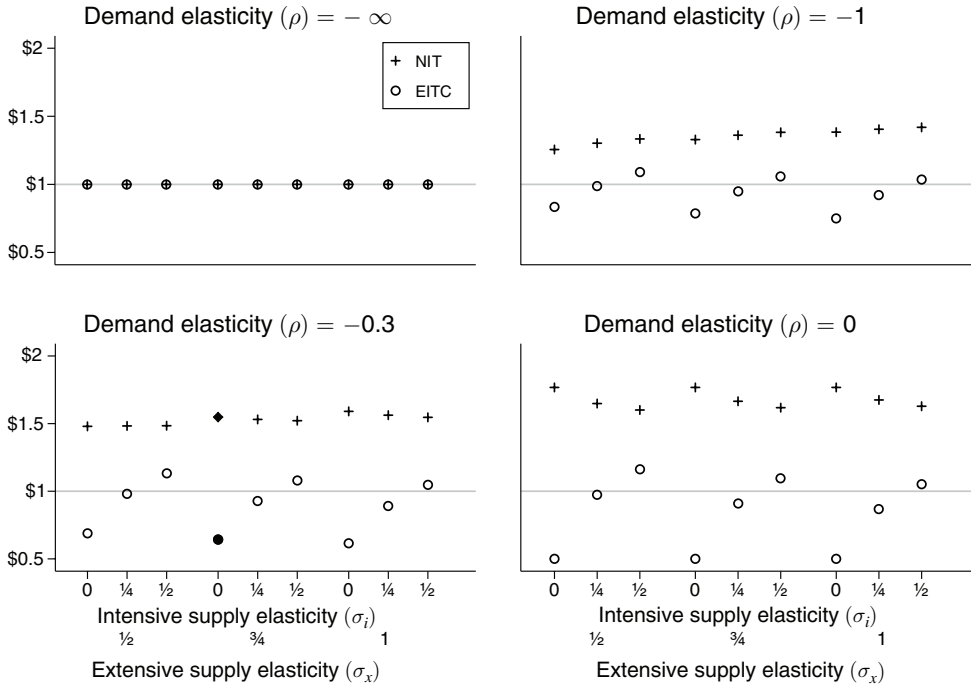 Demand elasticity (ρ) = − ∞
Demand elasticity (ρ) = −1
$2
$1.5
$1
$0.5
NIT
EITC
Demand elasticity (ρ) = −0.3
Demand elasticity (ρ) = 0
$2
$1.5
$1
$0.5
0 ¼ ½ 0 ¼ ½ 0 ¼ ½
0 ¼ ½ 0 ¼ ½ 0 ¼ ½
Intensive supply elasticity (σi)
Intensive supply elasticity (σi)
½ ¾ 1
½ ¾ 1
Extensive supply elasticity (σx)
Extensive supply elasticity (σx)